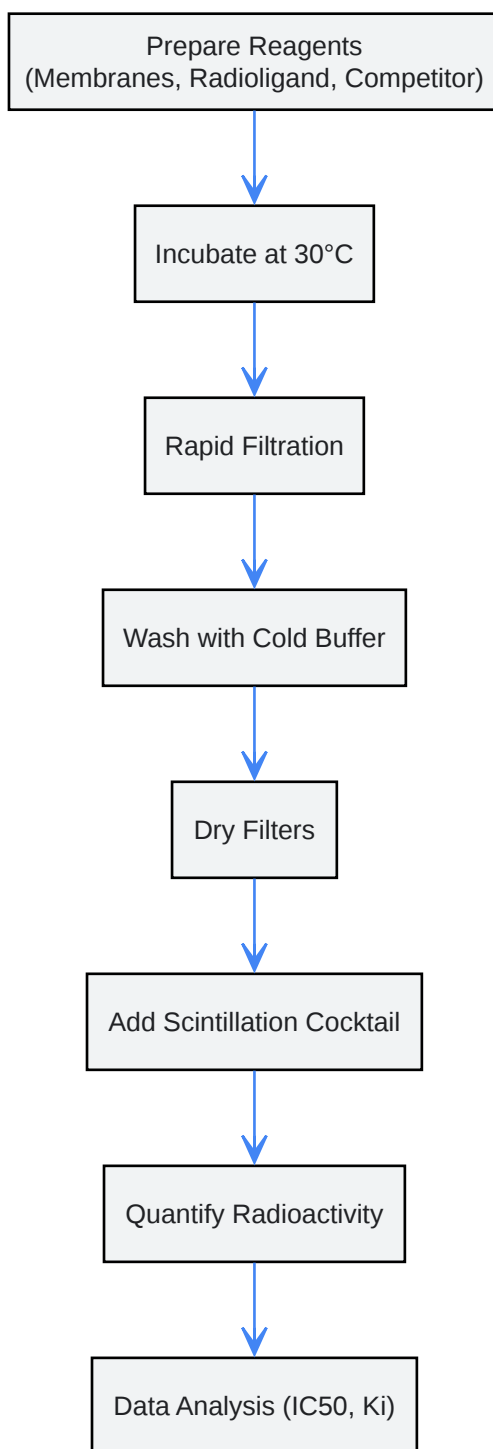 Prepare Reagents
(Membranes, Radioligand, Competitor)
Incubate at 30°C
Rapid Filtration
Wash with Cold Buffer
Dry Filters
Add Scintillation Cocktail
Quantify Radioactivity
Data Analysis (IC50, Ki)